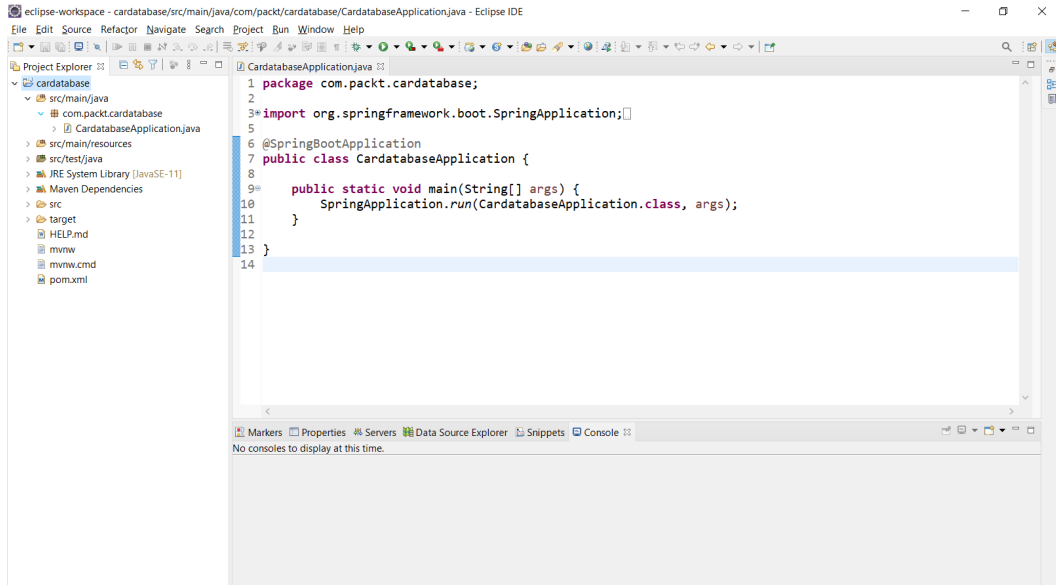 eclipse-workspace - cardatabase/src/main/java/com/packt/cardatabase/CardatabaseApplication.java - Eclipse IDE
File Edit Source Refactor Navigate Search Project Run Window Help
Project Explorer
cardatabase
src/main/java
com.packt.cardatabase
CardatabaseApplication.java
src/main/resources
src/test/java
JRE System Library [JavaSE-11]
Maven Dependencies
src
target
HELP.md
mvnw
mvnw.cmd
pom.xml
CardatabaseApplication.java
1 package com.packt.cardatabase;
2
3 import org.springframework.boot.SpringApplication;
5
6 @SpringBootApplication
7 public class CardatabaseApplication {
8
9 public static void main(String[] args) {
10 SpringApplication.run(CardatabaseApplication.class, args);
11 }
12
13 }
14
Markers Properties Servers Data Source Explorer Snippets Console
No consoles to display at this time.